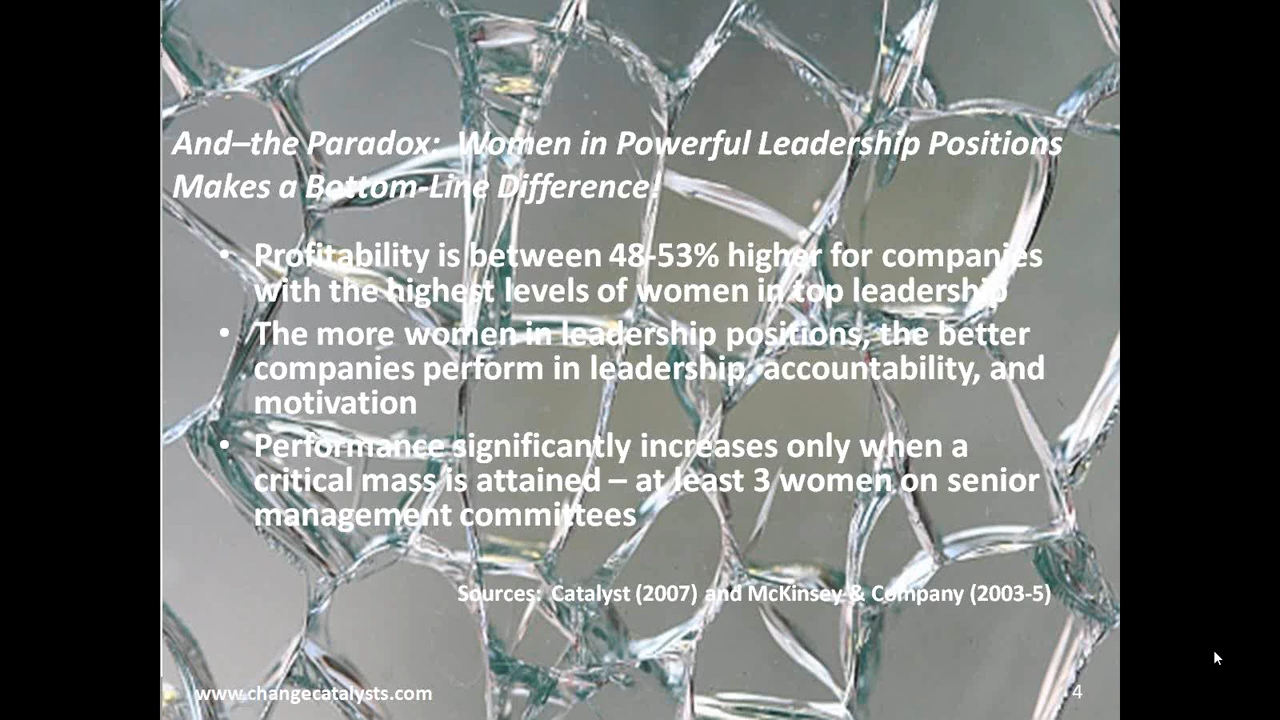 And–the Paradox: Women in Powerful Leadership Positions
Makes a Bottom-Line Difference!
• Profitability is between 48-53% higher for companies
with the highest levels of women in top leadership
• The more women in leadership positions, the better
companies perform in leadership, accountability, and
motivation
• Performance significantly increases only when a
critical mass is attained – at least 3 women on senior
management committees
Sources: Catalyst (2007) and McKinsey & Company (2003-5)
www.changecatalysts.com
4